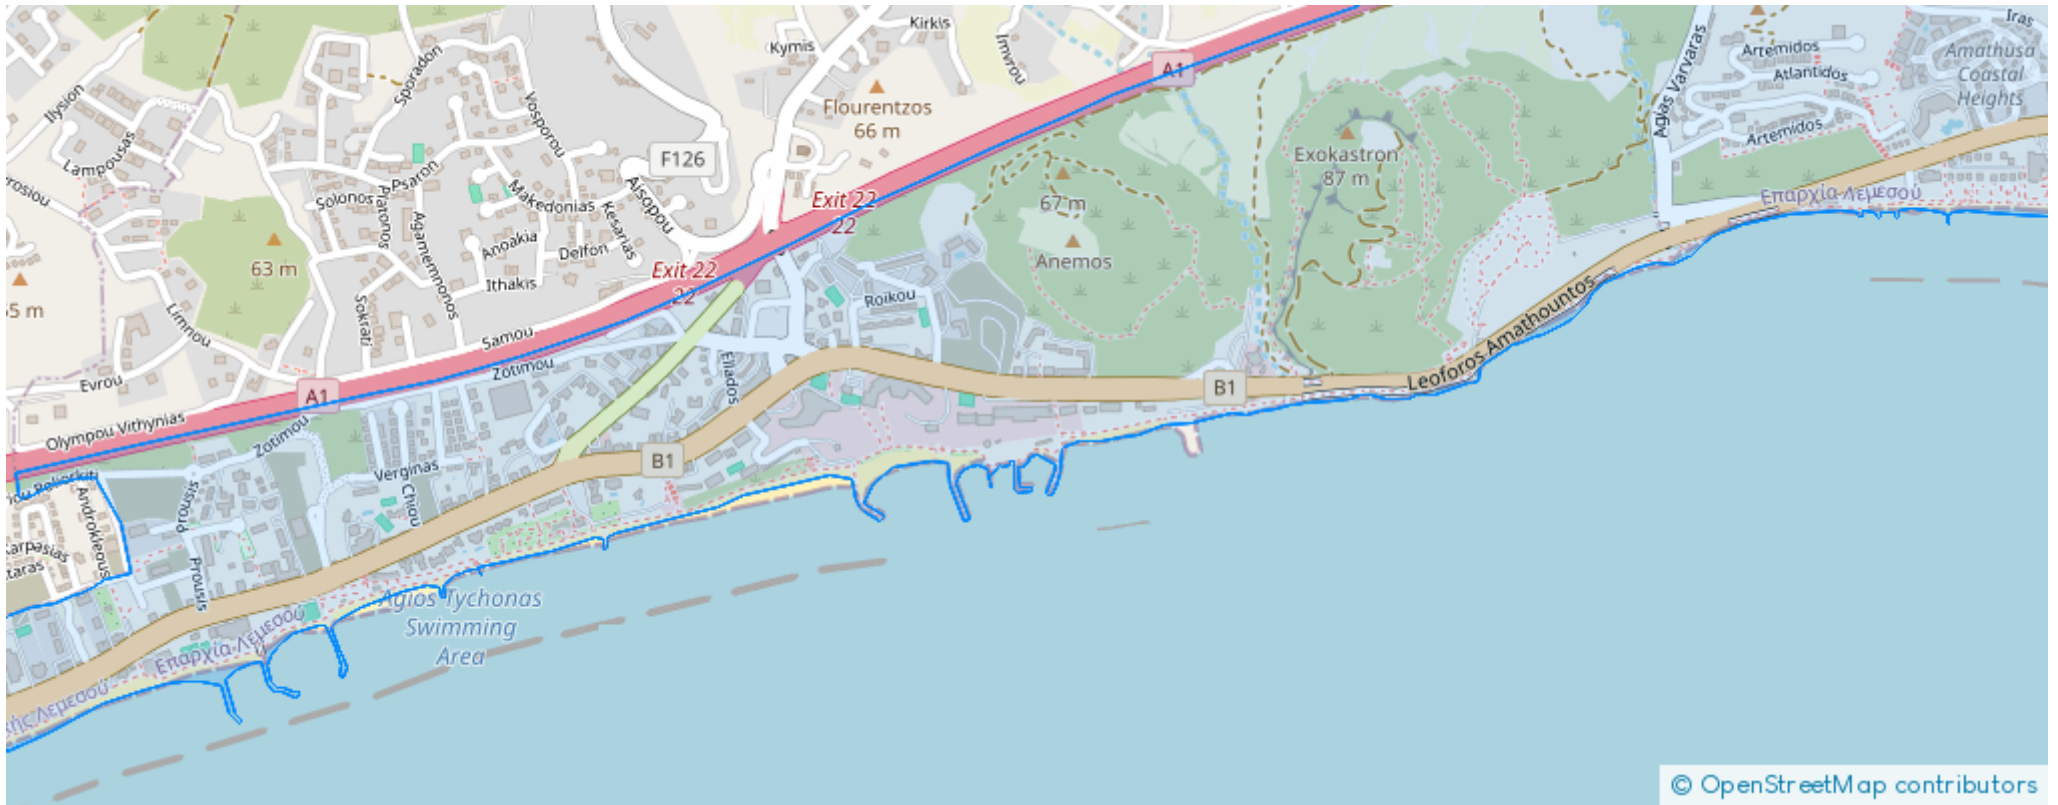 Kirkis
Iras
Kymis
Imvrou
Artemidos
Amathusa
Coastal
Heights
A1
Atlantidos
Sporadon
Agias Varvaras
Ilysion
Vosporou
Flourentzos
66 m
Artemidos
Lampousas
F126
Exokastron
87 m
Psaron
Aisopou
Solonos
Platonos
Makedonias
Kesarias
Exit 22
22
67 m
Επαρχία Λεμεσού
Agamemnonos
Anoakia
Delfon
63 m
Anemos
Exit 22
22
Ithakis
Roikou
Sokrati
Limnou
Samou
Leoforos Amathountos
Zotimou
Elladas
Evrou
A1
B1
Olympou Vithynias
Zotimou
B1
Verginas
Chiou
Androkleous
Prousis
Karpasias
Prousis
Agios Tychonas
Swimming
Area
Επαρχία Λεμεσού
© OpenStreetMap contributors